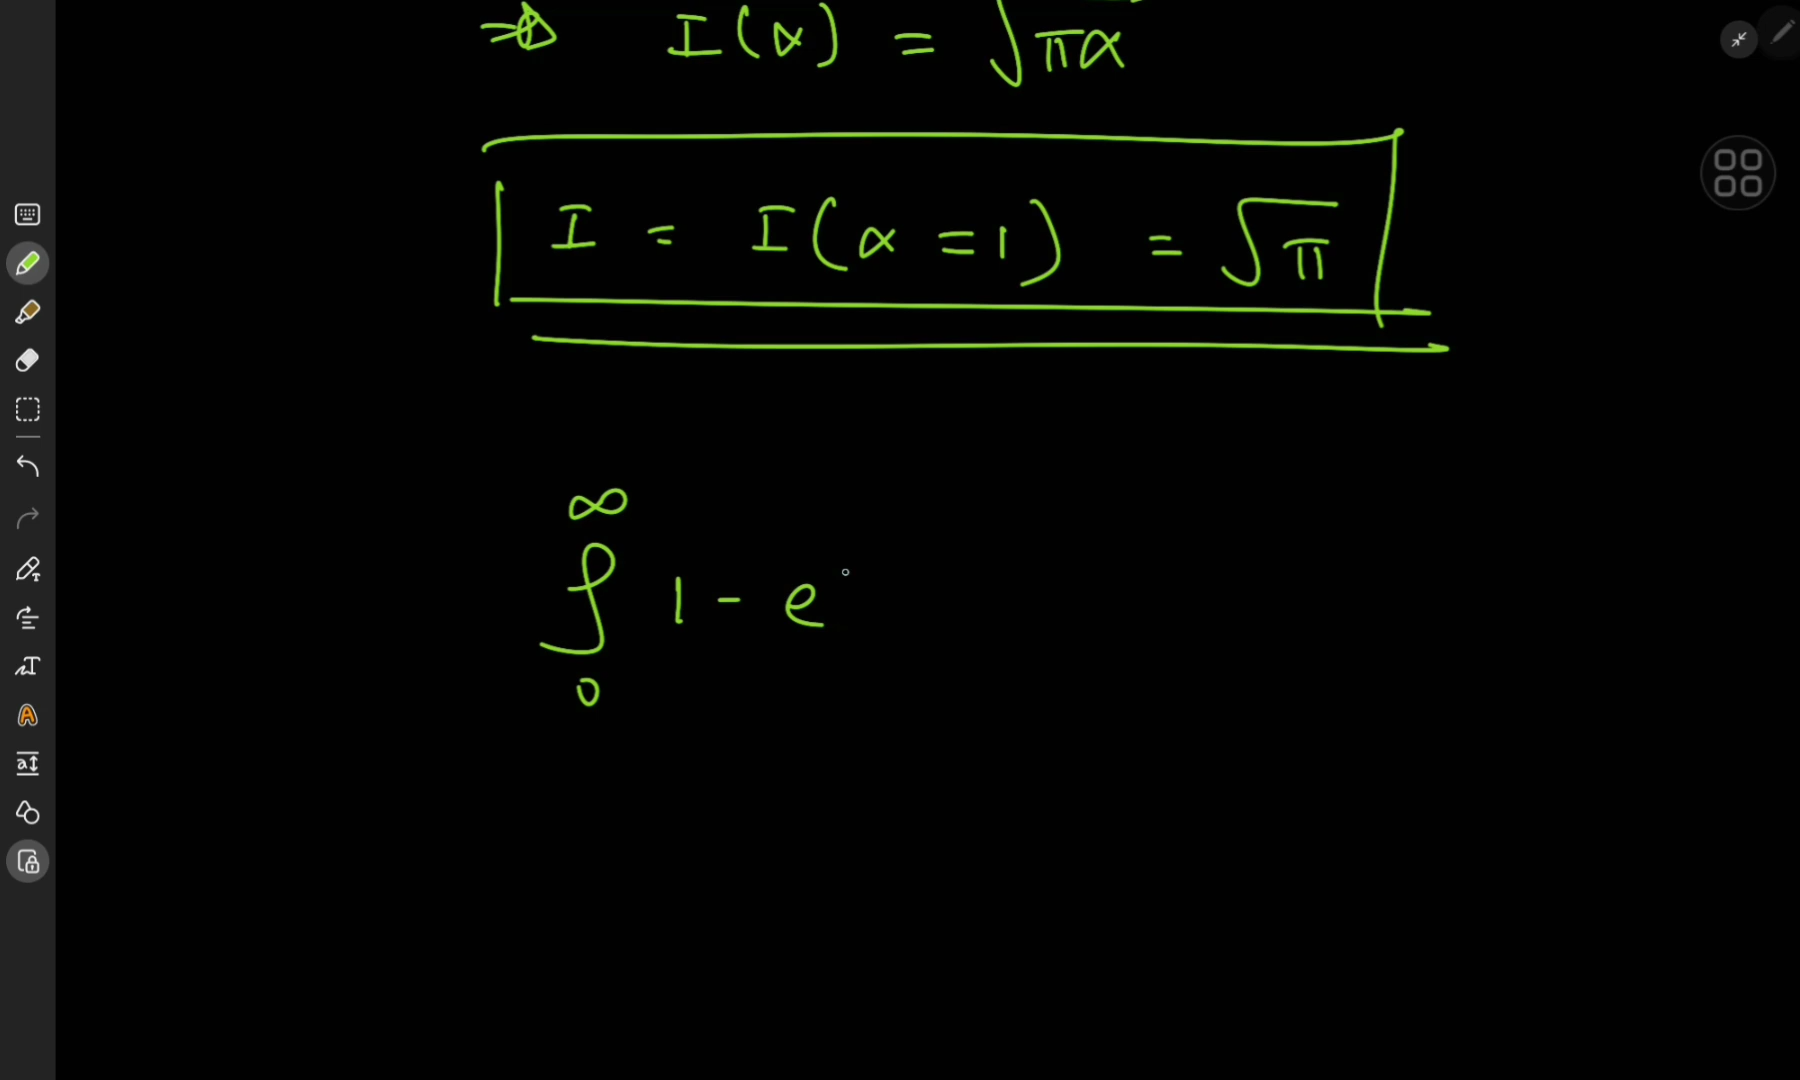 ⇒ I(α) = √πα
I = I(α = 1) = √π
∞
∫ 1 - e
0